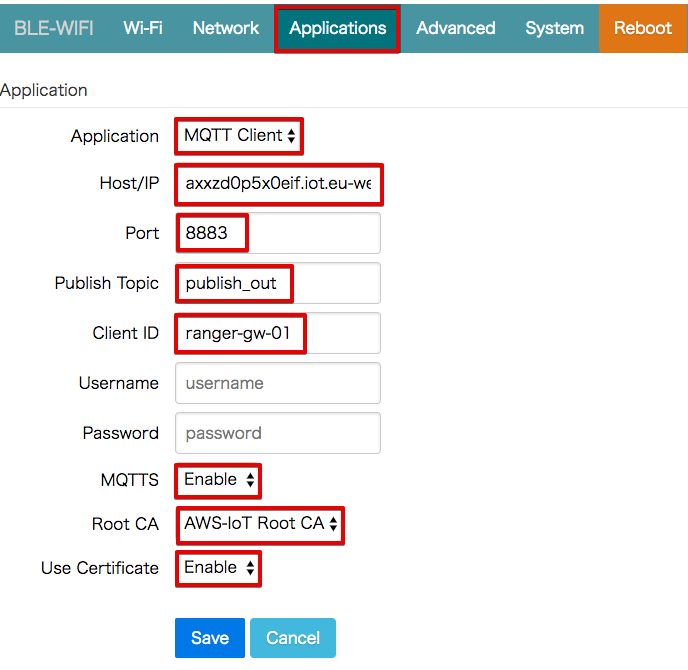 BLE-WIFI Wi-Fi Network Applications Advanced System Reboot
Application
Application MQTT Client
Host/IP axxzd0p5x0eif.iot.eu-we
Port 8883
Publish Topic publish_out
Client ID ranger-gw-01
Username username
Password password
MQTTS Enable
Root CA AWS-IoT Root CA
Use Certificate Enable
Save Cancel